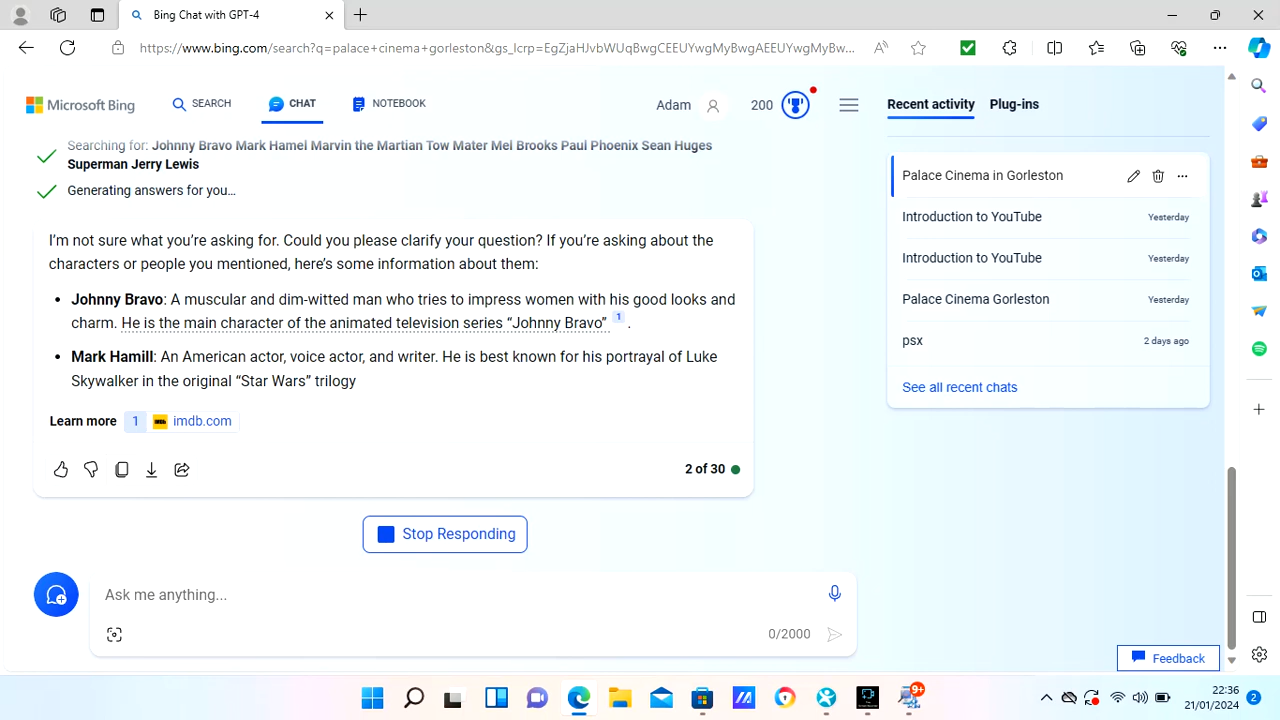 Bing Chat with GPT-4
https://www.bing.com/search?q=palace+cinema+gorleston&gs_lcrp=EgZjaHJvbWUqBwgCEEUYwgMyBwgAEEUYwgMyBw...
Microsoft Bing
SEARCH
CHAT
NOTEBOOK
Adam
200
Recent activity
Plug-ins
Searching for: Johnny Bravo Mark Hamel Marvin the Martian Tow Mater Mel Brooks Paul Phoenix Sean Huges
Superman Jerry Lewis
Generating answers for you...
I'm not sure what you're asking for. Could you please clarify your question? If you're asking about the
characters or people you mentioned, here's some information about them:
• Johnny Bravo: A muscular and dim-witted man who tries to impress women with his good looks and
charm. He is the main character of the animated television series “Johnny Bravo” 1 .
• Mark Hamill: An American actor, voice actor, and writer. He is best known for his portrayal of Luke
Skywalker in the original “Star Wars” trilogy
Learn more 1 imdb.com
2 of 30
Stop Responding
Ask me anything...
0/2000
Palace Cinema in Gorleston
Introduction to YouTube Yesterday
Introduction to YouTube Yesterday
Palace Cinema Gorleston Yesterday
psx 2 days ago
See all recent chats
Feedback
9+
22:36
21/01/2024
2